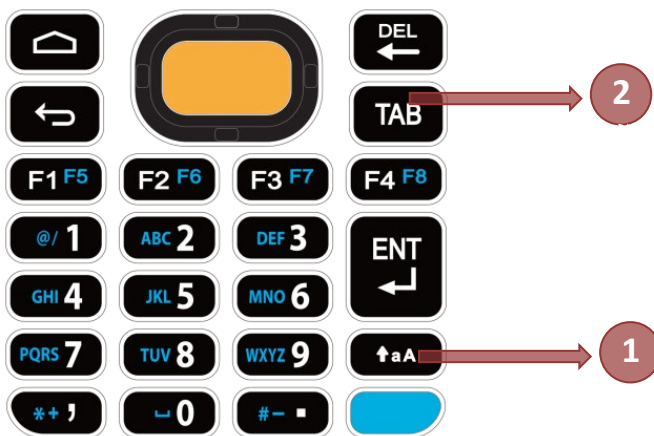 DEL
TAB
2
F1 F5
F2 F6
F3 F7
F4 F8
@/ 1
ABC 2
DEF 3
ENT
GHI 4
JKL 5
MNO 6
PQRS 7
TUV 8
WXYZ 9
aA
1
*+ ,
0
#- .